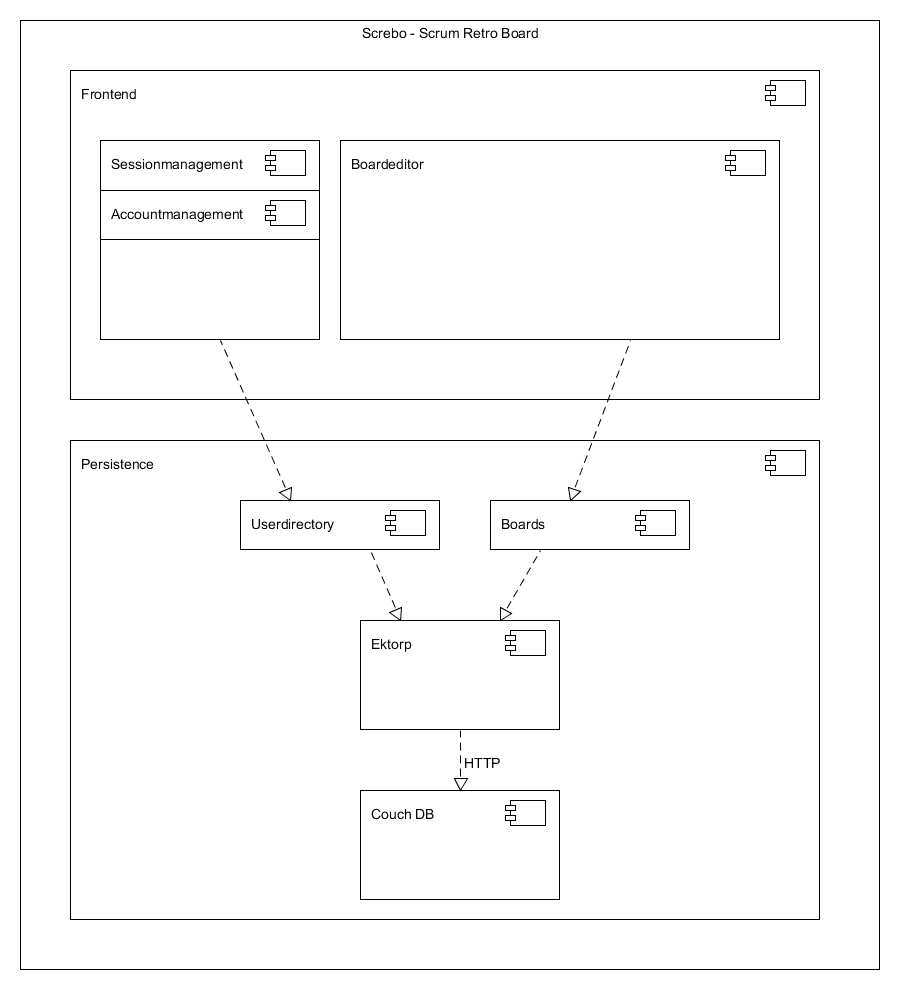 Screbo - Scrum Retro Board
Frontend
Sessionmanagement
Accountmanagement
Boardeditor
Persistence
Userdirectory
Boards
Ektorp
HTTP
Couch DB